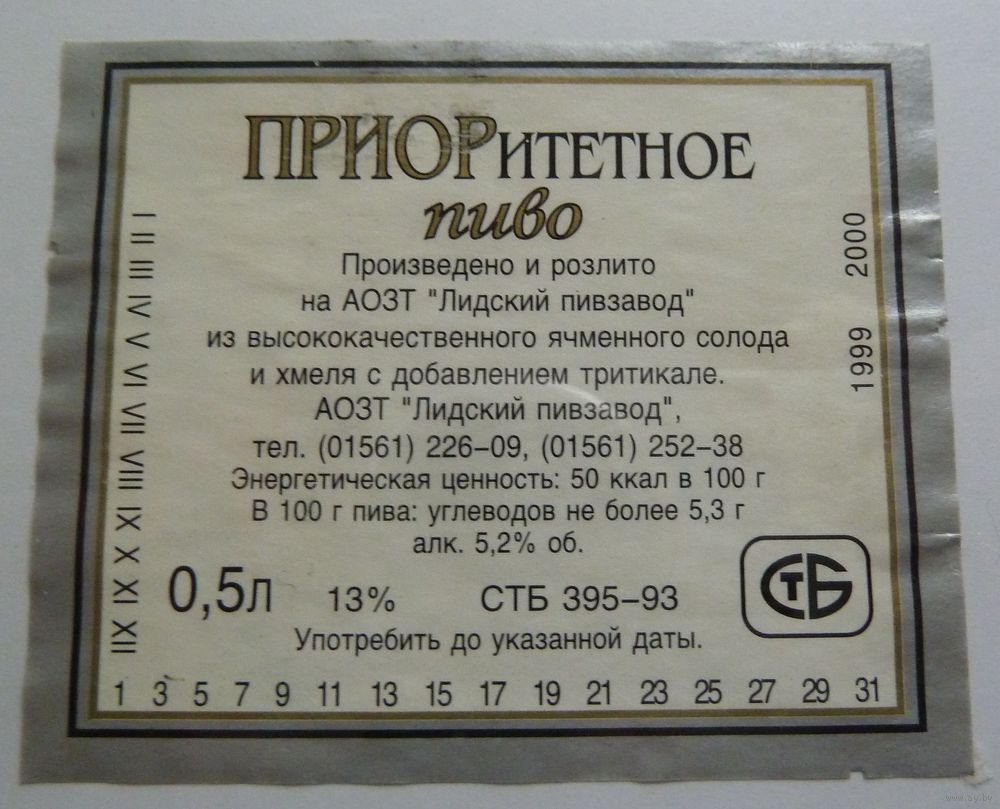 ПРИОРИТЕТНОЕ
пиво
Произведено и розлито
на АОЗТ "Лидский пивзавод"
из высококачественного ячменного солода
и хмеля с добавлением тритикале.
АОЗТ "Лидский пивзавод",
тел. (01561) 226–09, (01561) 252–38
Энергетическая ценность: 50 ккал в 100 г
В 100 г пива: углеводов не более 5,3 г
алк. 5,2% об.
0,5л 13% СТБ 395–93
СТБ
Употребить до указанной даты.
1 3 5 7 9 11 13 15 17 19 21 23 25 27 29 31
I II III IV V VI VII VIII XI X XI XII
1999 2000
www.ay.by